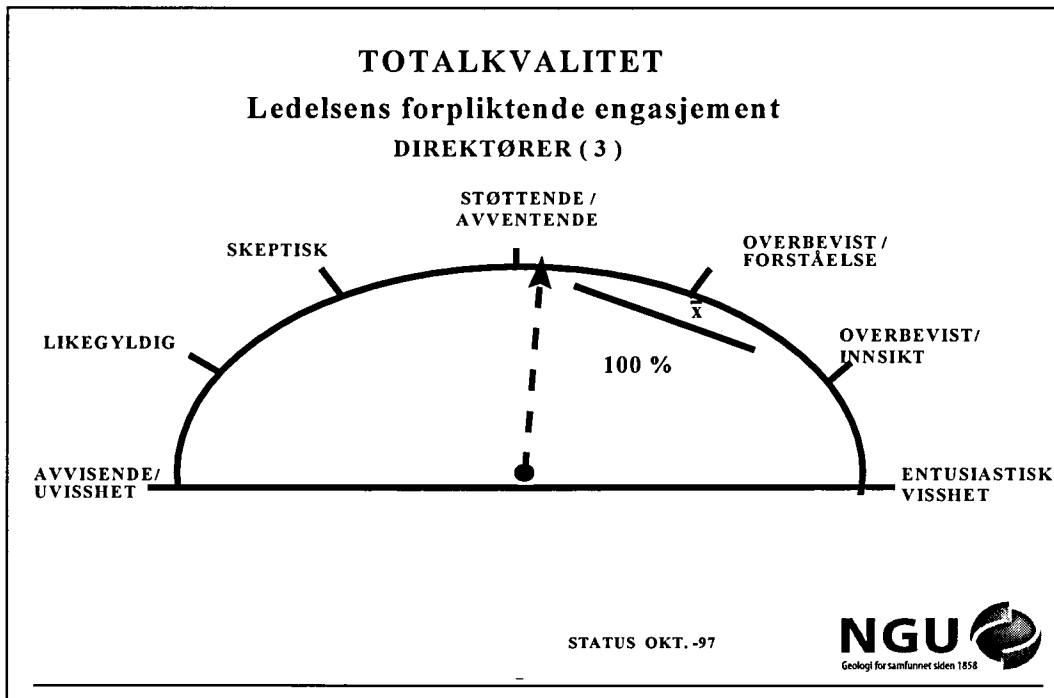 TOTALKVALITET
Ledelsens forpliktende engasjement
DIREKTØRER ( 3 )
STØTTENDE /
AVVENTENDE
SKEPTISK
OVERBEVIST /
FORSTÅELSE
x̄
LIKEGYLDIG
OVERBEVIST/
INNSIKT
100 %
AVVISENDE/
UVISSHET
ENTUSIASTISK
VISSHET
STATUS OKT. -97
NGU
Geologi for samfunnet siden 1858